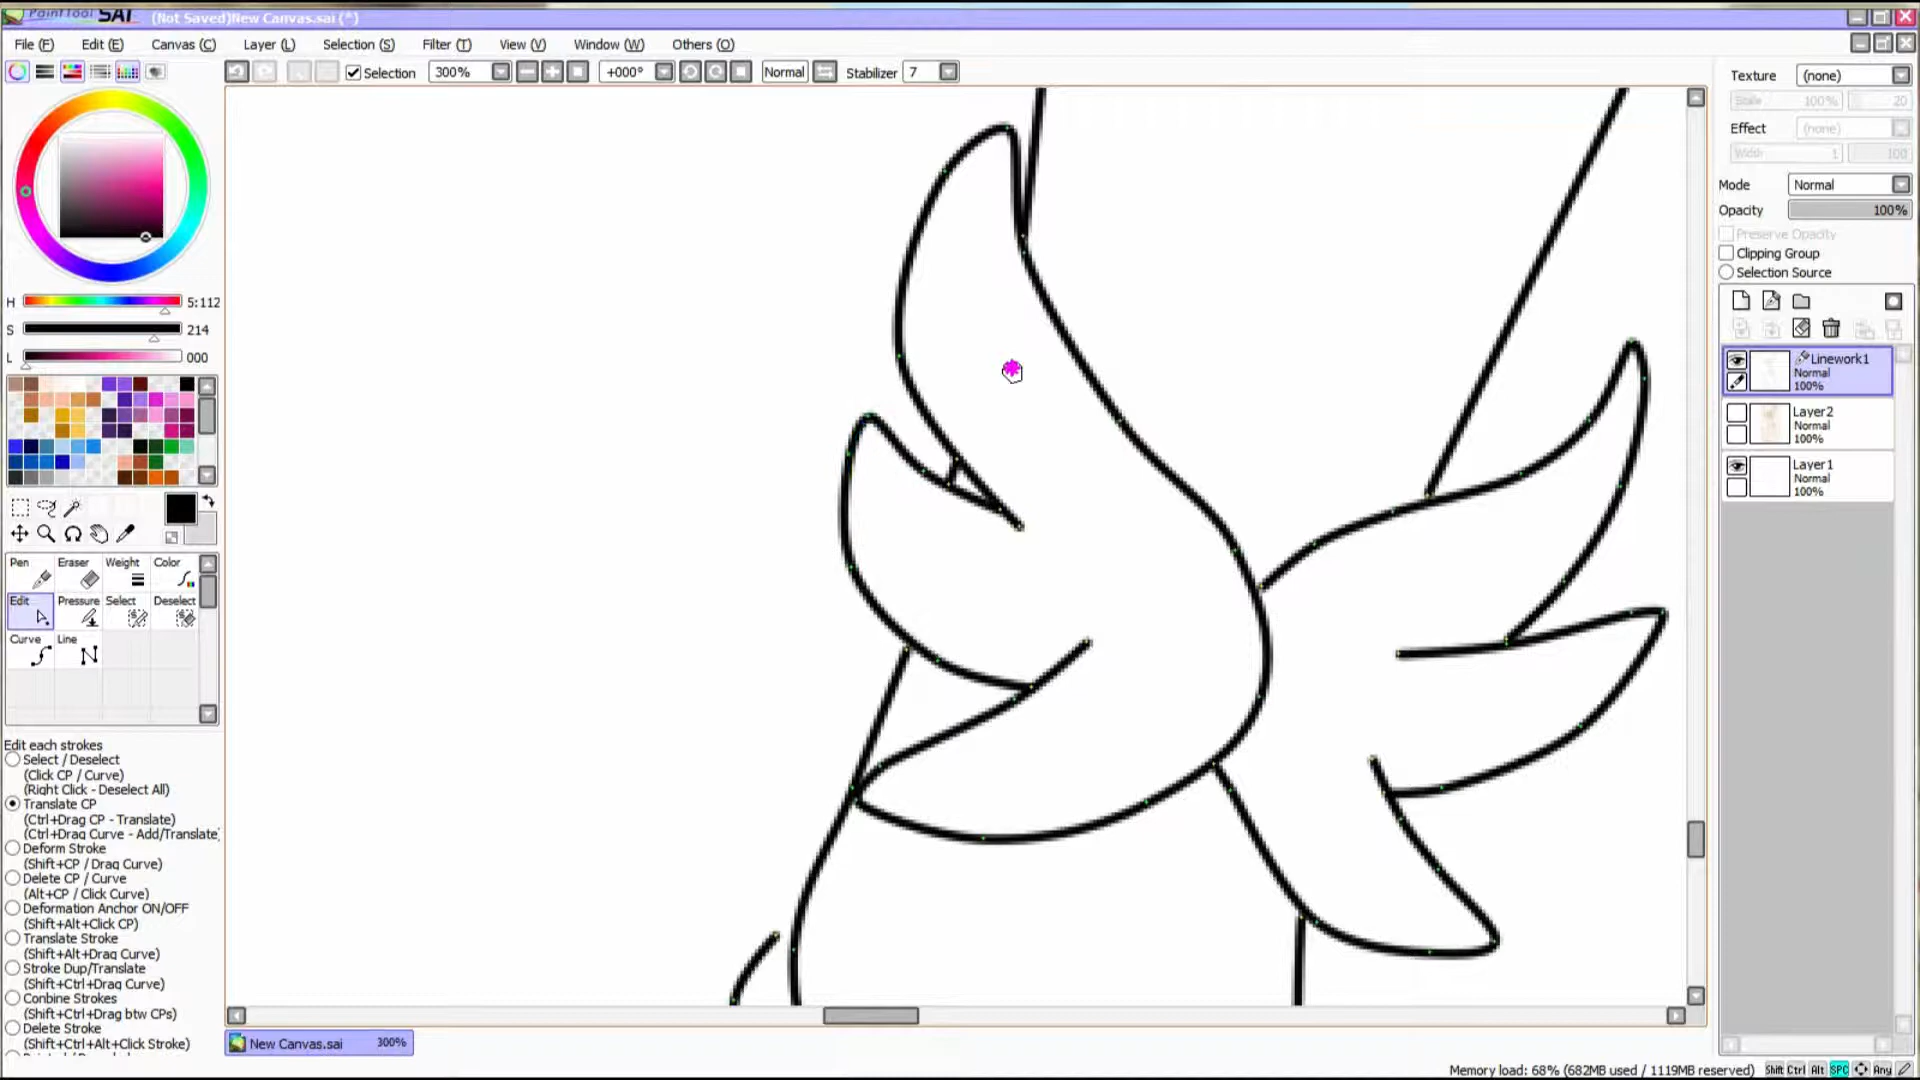 PaintTool SAI (Not Saved)New Canvas.sai (*)
File (F) Edit (E) Canvas (C) Layer (L) Selection (S) Filter (T) View (V) Window (W) Others (O)
Selection 300% +000° Normal Stabilizer 7
Texture (none)
Scale 100% 20
Effect (none)
Width 1 100
Mode Normal
Opacity 100%
Preserve Opacity
Clipping Group
Selection Source
H 5:112
S 214
L 000
Linework1
Normal
100%
Layer2
Normal
100%
Layer1
Normal
100%
Pen Eraser Weight Color
Edit Pressure Select Deselect
Curve Line
Edit each strokes
Select / Deselect
(Click CP / Curve)
(Right Click - Deselect All)
Translate CP
(Ctrl+Drag CP - Translate)
(Ctrl+Drag Curve - Add/Translate)
Deform Stroke
(Shift+CP / Drag Curve)
Delete CP / Curve
(Alt+CP / Click Curve)
Deformation Anchor ON/OFF
(Shift+Alt+Click CP)
Translate Stroke
(Shift+Alt+Drag Curve)
Stroke Dup/Translate
(Shift+Ctrl+Drag Curve)
Conbine Strokes
(Shift+Ctrl+Drag btw CPs)
Delete Stroke
(Shift+Ctrl+Alt+Click Stroke)
New Canvas.sai 300%
Memory load: 68% (682MB used / 1119MB reserved) Shift Ctrl Alt SPC Any